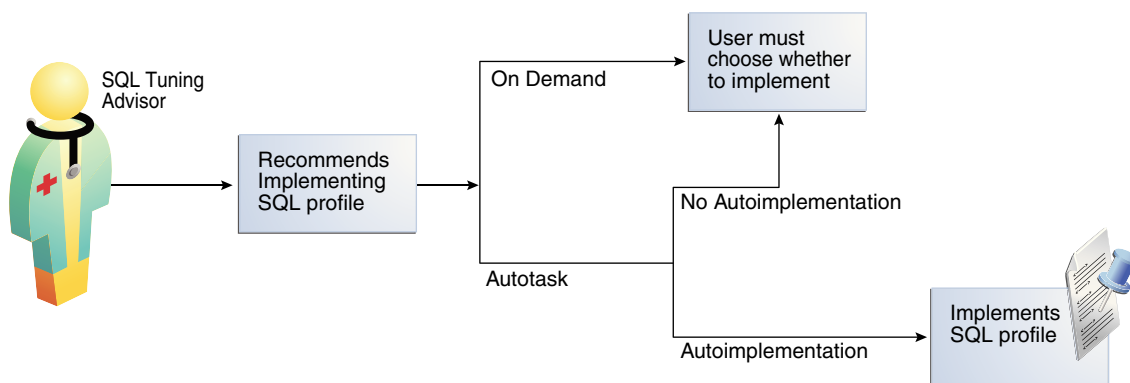 SQL Tuning
Advisor
Recommends
Implementing
SQL profile
On Demand
User must
choose whether
to implement
No Autoimplementation
Autotask
Autoimplementation
Implements
SQL profile